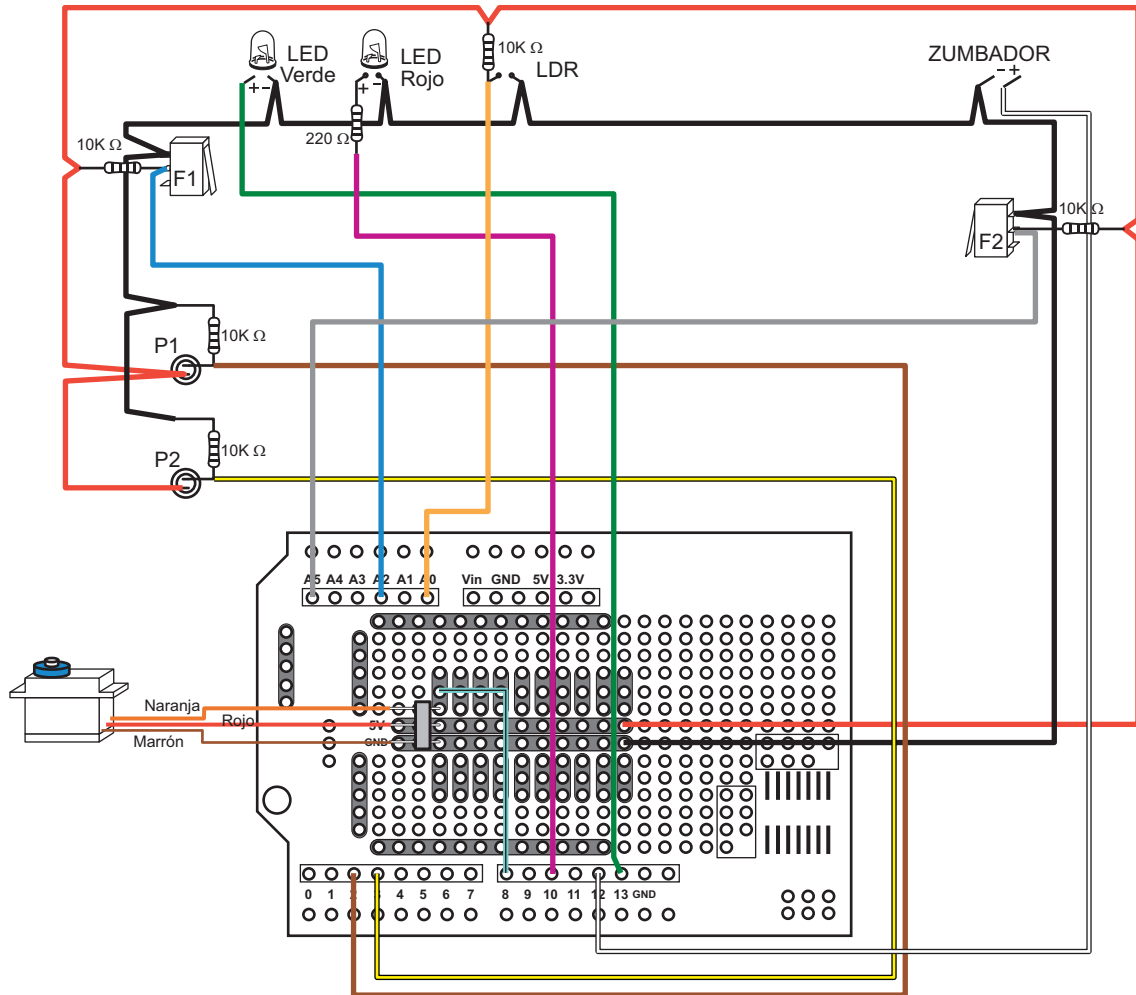 LED
Verde
+ -
LED
Rojo
+ -
10K Ω
LDR
ZUMBADOR
- +
220 Ω
10K Ω
F1
10K Ω
F2
10K Ω
P1
10K Ω
P2
A5 A4 A3 A2 A1 A0
Vin GND 5V 3.3V
Naranja
Rojo
Marrón
5V
GND
0 1 2 3 4 5 6 7
8 9 10 11 12 13 GND